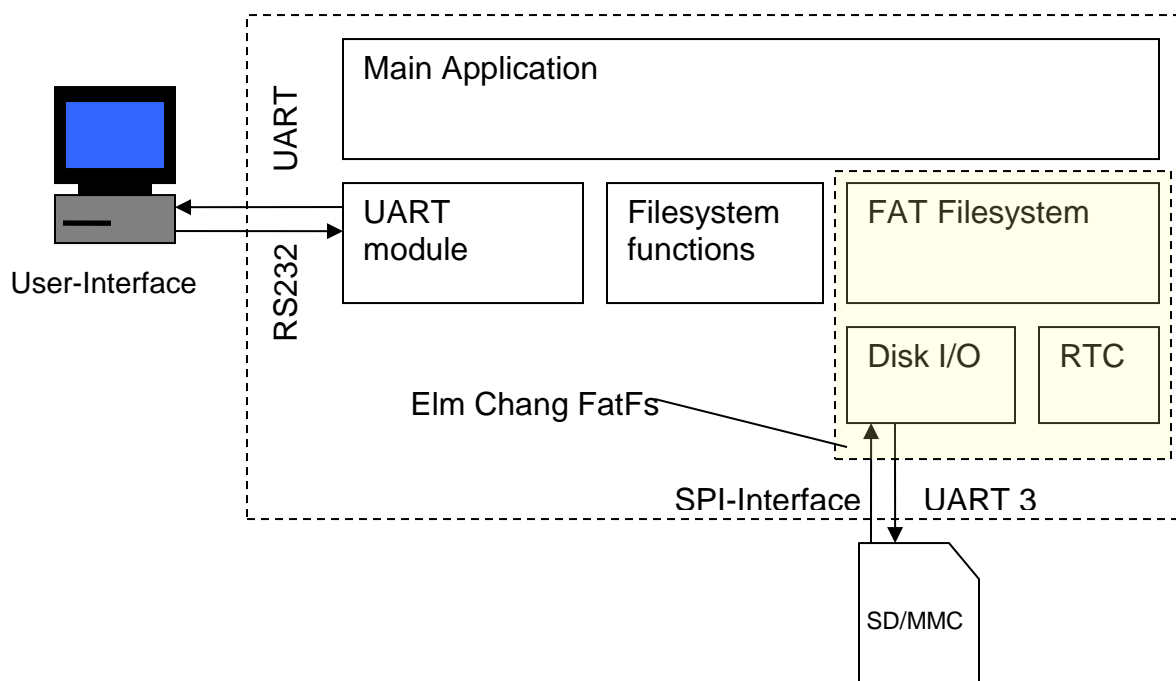 Main Application
UART
UART
module
Filesystem
functions
FAT Filesystem
User-Interface
RS232
Disk I/O
RTC
Elm Chang FatFs
SPI-Interface
UART 3
SD/MMC